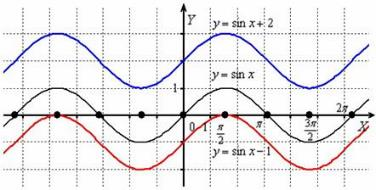 Y
y = sin x + 2
y = sin x
1
2π
0 1 π/2 π 3π/2 X
y = sin x - 1